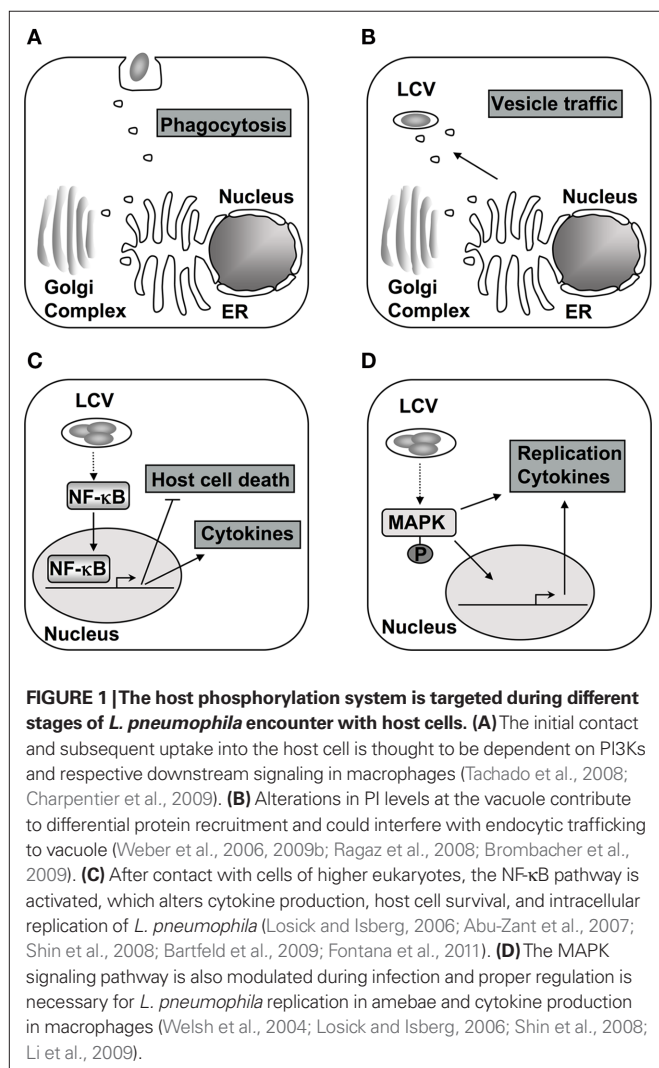 A
Phagocytosis
Nucleus
Golgi
Complex
ER
B
LCV
Vesicle traffic
Nucleus
Golgi
Complex
ER
C
LCV
NF-κB
Host cell death
Cytokines
NF-κB
Nucleus
D
LCV
Replication
Cytokines
MAPK
P
Nucleus
FIGURE 1 | The host phosphorylation system is targeted during different
stages of L. pneumophila encounter with host cells. (A) The initial contact
and subsequent uptake into the host cell is thought to be dependent on PI3Ks
and respective downstream signaling in macrophages (Tachado et al., 2008;
Charpentier et al., 2009). (B) Alterations in PI levels at the vacuole contribute
to differential protein recruitment and could interfere with endocytic trafficking
to vacuole (Weber et al., 2006, 2009b; Ragaz et al., 2008; Brombacher et al.,
2009). (C) After contact with cells of higher eukaryotes, the NF-κB pathway is
activated, which alters cytokine production, host cell survival, and intracellular
replication of L. pneumophila (Losick and Isberg, 2006; Abu-Zant et al., 2007;
Shin et al., 2008; Bartfeld et al., 2009; Fontana et al., 2011). (D) The MAPK
signaling pathway is also modulated during infection and proper regulation is
necessary for L. pneumophila replication in amebae and cytokine production
in macrophages (Welsh et al., 2004; Losick and Isberg, 2006; Shin et al., 2008;
Li et al., 2009).